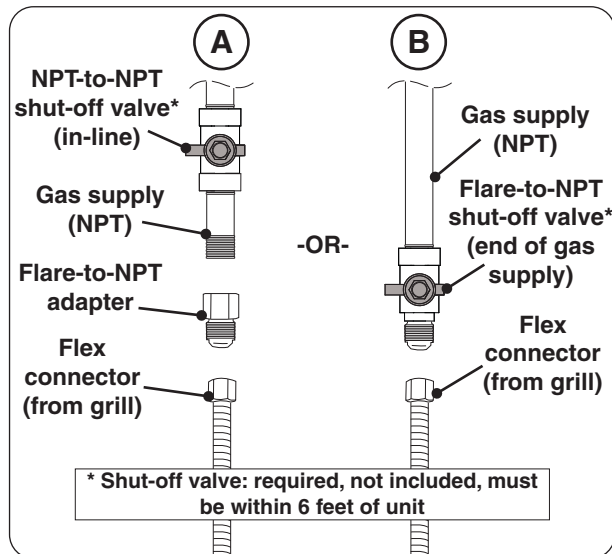 A
NPT-to-NPT
shut-off valve*
(in-line)
Gas supply
(NPT)
Flare-to-NPT
adapter
Flex
connector
(from grill)
-OR-
B
Gas supply
(NPT)
Flare-to-NPT
shut-off valve*
(end of gas
supply)
Flex
connector
(from grill)
* Shut-off valve: required, not included, must
be within 6 feet of unit